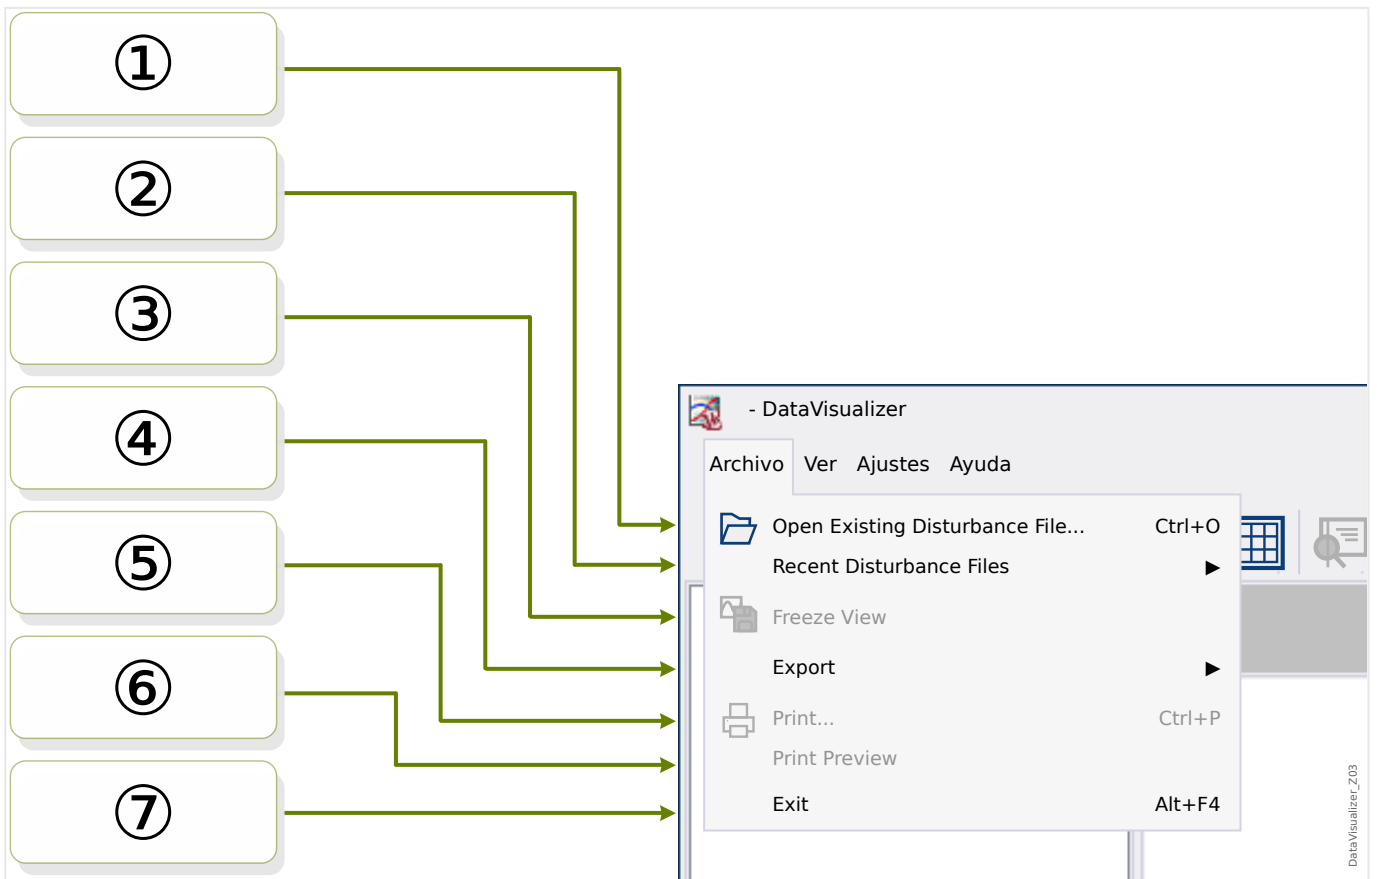 ①
②
③
④
⑤
⑥
⑦
- DataVisualizer
Archivo Ver Ajustes Ayuda
Open Existing Disturbance File... Ctrl+O
Recent Disturbance Files ▶
Freeze View
Export ▶
Print... Ctrl+P
Print Preview
Exit Alt+F4
DataVisualizer_Z03